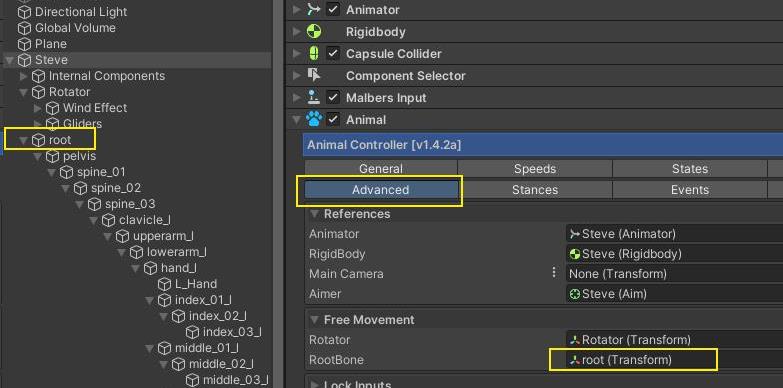 Directional Light
Global Volume
Plane
Steve
Internal Components
Rotator
Wind Effect
Gliders
root
pelvis
spine_01
spine_02
spine_03
clavicle_l
upperarm_l
lowerarm_l
hand_l
L_Hand
index_01_l
index_02_l
index_03_l
middle_01_l
middle_02_l
middle_03_l
Animator
Rigidbody
Capsule Collider
Component Selector
Malbers Input
Animal
Animal Controller [v1.4.2a]
General Speeds States
Advanced Stances Events
References
Animator Steve (Animator)
RigidBody Steve (Rigidbody)
Main Camera None (Transform)
Aimer Steve (Aim)
Free Movement
Rotator Rotator (Transform)
RootBone root (Transform)
Lock Inputs